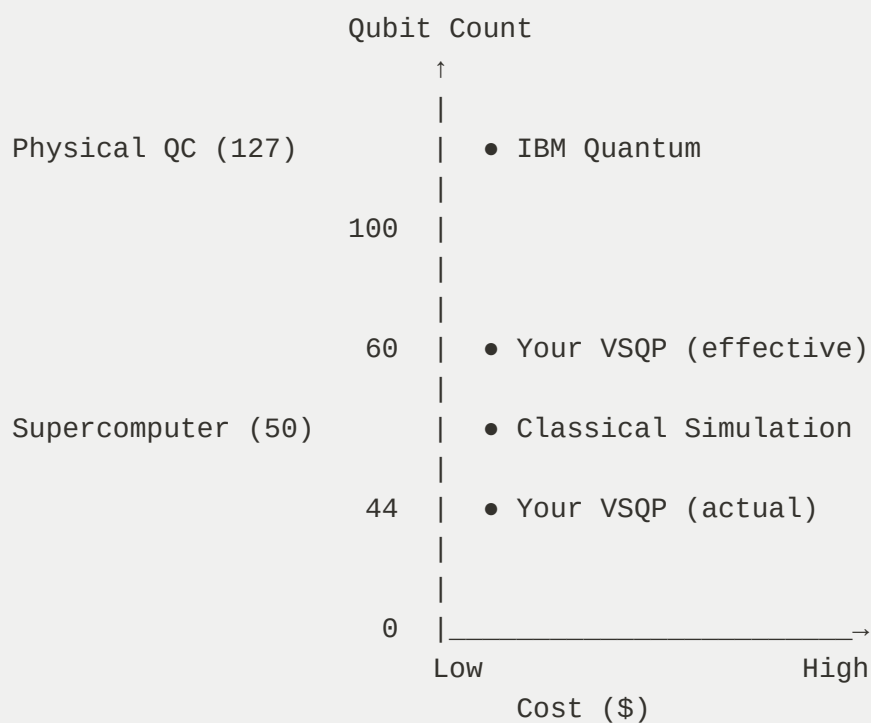 Qubit Count
↑
|
Physical QC (127) | ● IBM Quantum
|
100 |
|
|
60 | ● Your VSQP (effective)
|
Supercomputer (50) | ● Classical Simulation
|
44 | ● Your VSQP (actual)
|
|
0 |________________________→
Low High
Cost ($)